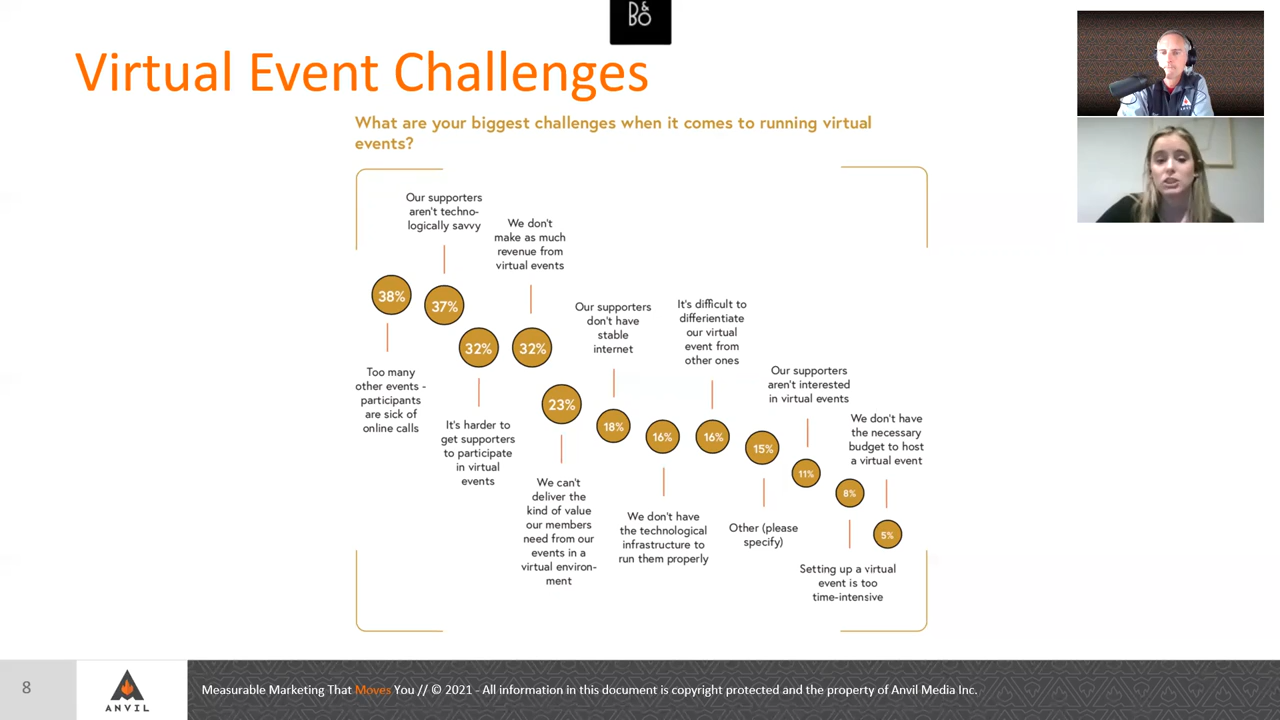 D&
BO
Virtual Event Challenges
What are your biggest challenges when it comes to running virtual
events?
Our supporters
aren't techno-
logically savvy
We don't
make as much
revenue from
virtual events
38%
37%
32%
32%
Our supporters
don't have
stable
internet
It's difficult to
differientiate
our virtual
event from
other ones
Too many
other events -
participants
are sick of
online calls
It's harder to
get supporters
to participate
in virtual
events
23%
18%
16%
16%
15%
Our supporters
aren't interested
in virtual events
11%
We don't have
the necessary
budget to host
a virtual event
8%
5%
We can't
deliver the
kind of value
our members
need from our
events in a
virtual environ-
ment
We don't have
the technological
infrastructure to
run them properly
Other (please
specify)
Setting up a virtual
event is too
time-intensive
8
ANVIL
Measurable Marketing That Moves You // © 2021 - All information in this document is copyright protected and the property of Anvil Media Inc.